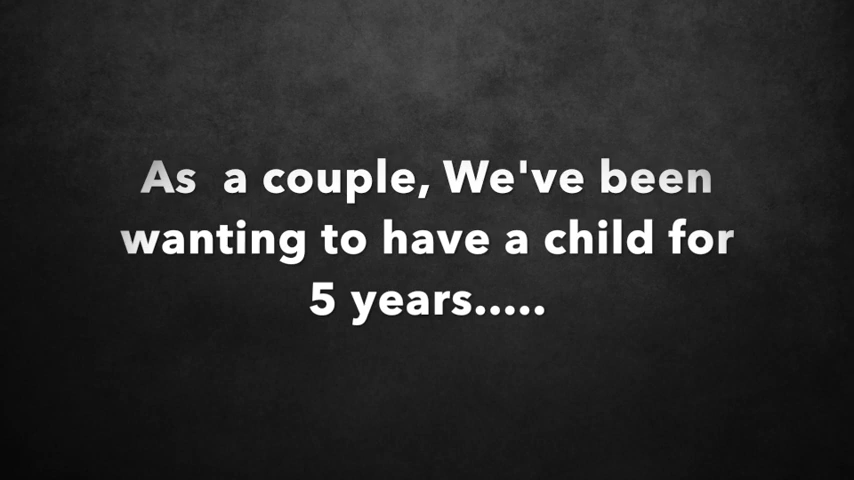 As  a couple, We've been
wanting to have a child for
5 years.....